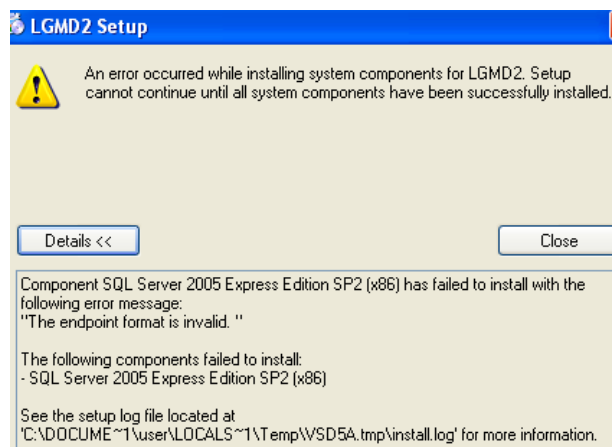 LGMD2 Setup
An error occurred while installing system components for LGMD2. Setup
cannot continue until all system components have been successfully installed.
Details <<
Close
Component SQL Server 2005 Express Edition SP2 (x86) has failed to install with the
following error message:
"The endpoint format is invalid. "
The following components failed to install:
- SQL Server 2005 Express Edition SP2 (x86)
See the setup log file located at
'C:\DOCUME~1\user\LOCALS~1\Temp\VSD5A.tmp\install.log' for more information.